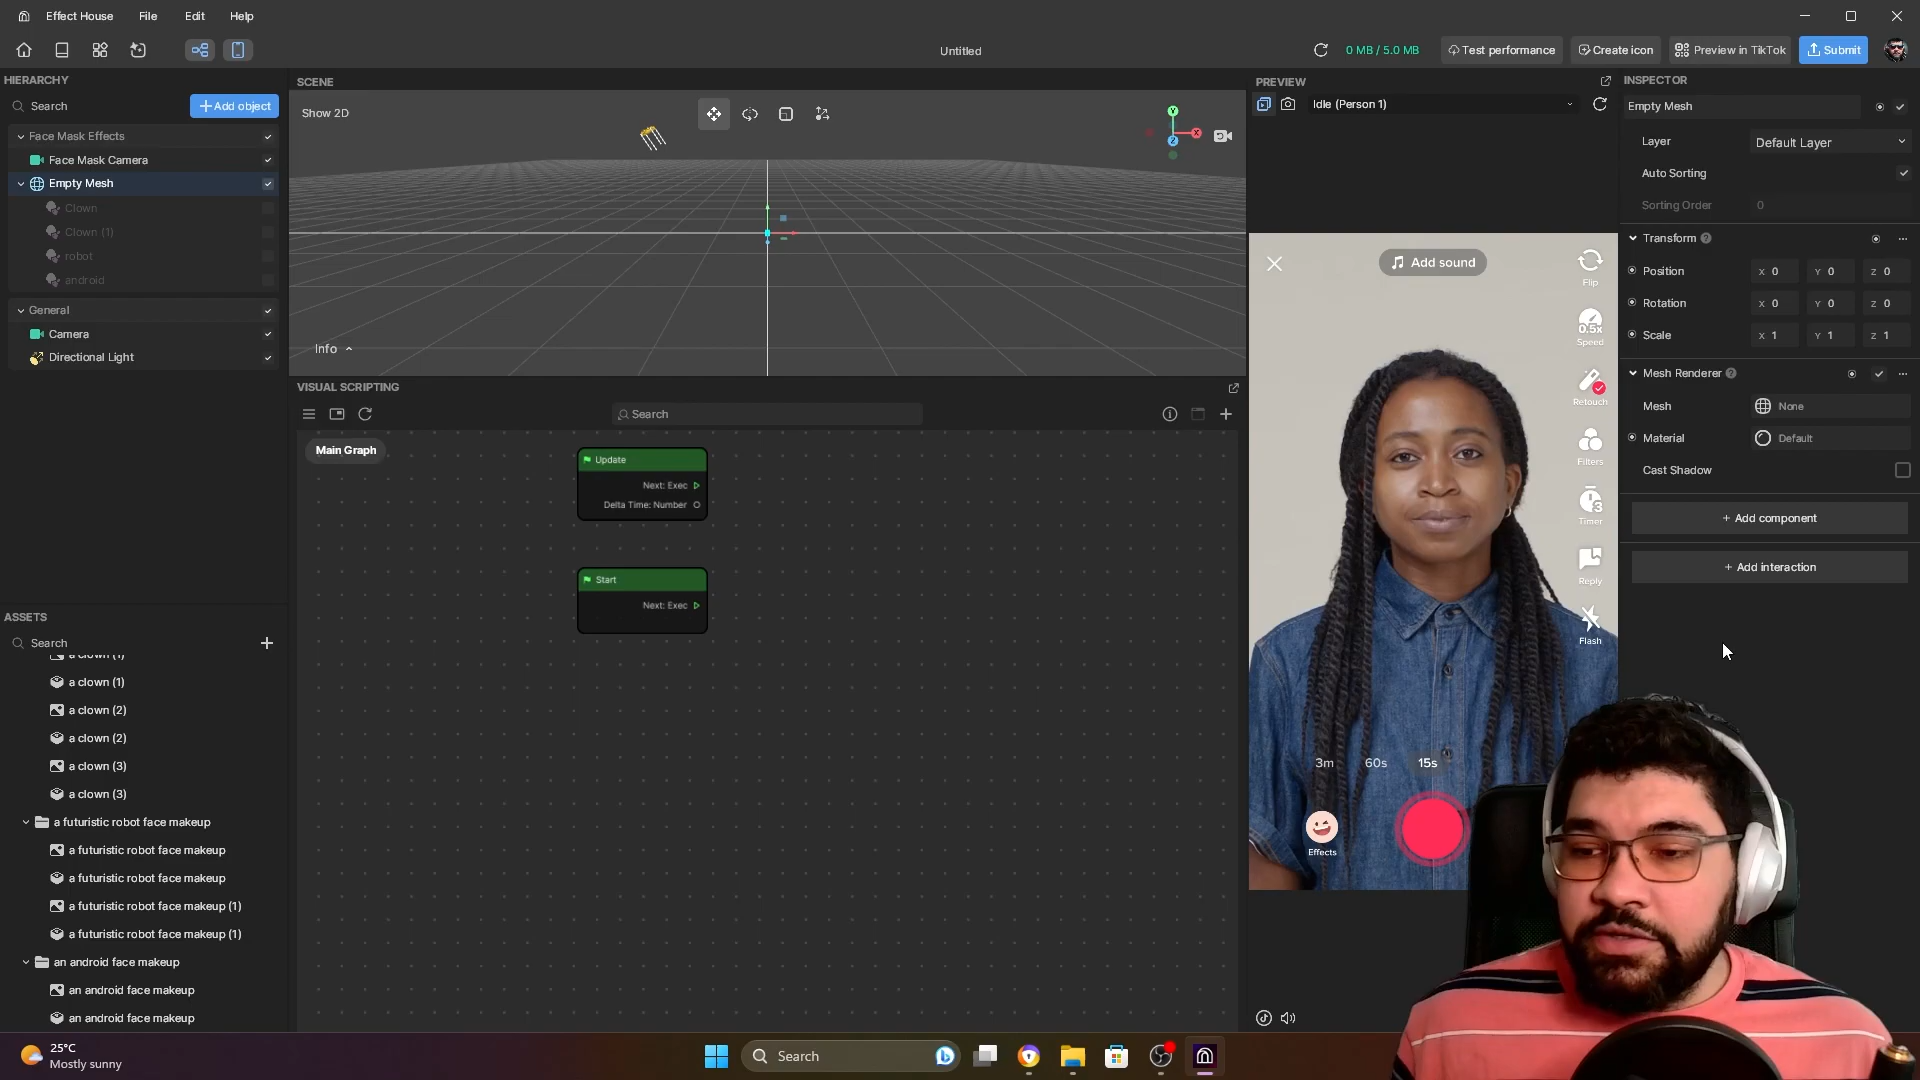 Effect House File Edit Help
Untitled
0 MB / 5.0 MB
Test performance
Create icon
Preview in TikTok
Submit
HIERARCHY
Search
Add object
Face Mask Effects
Face Mask Camera
Empty Mesh
Clown
Clown (1)
robot
android
General
Camera
Directional Light
ASSETS
Search
a clown (1)
a clown (1)
a clown (2)
a clown (2)
a clown (3)
a clown (3)
a futuristic robot face makeup
a futuristic robot face makeup
a futuristic robot face makeup
a futuristic robot face makeup (1)
a futuristic robot face makeup (1)
an android face makeup
an android face makeup
an android face makeup
SCENE
Show 2D
Y
X
Z
Info
VISUAL SCRIPTING
Search
Main Graph
Update
Next: Exec
Delta Time: Number
Start
Next: Exec
PREVIEW
Idle (Person 1)
Add sound
Flip
0.5x
Speed
Retouch
Filters
3
Timer
Reply
Flash
3m 60s 15s
Effects
INSPECTOR
Empty Mesh
Layer Default Layer
Auto Sorting
Sorting Order 0
Transform
Position X 0 Y 0 Z 0
Rotation X 0 Y 0 Z 0
Scale X 1 Y 1 Z 1
Mesh Renderer
Mesh None
Material Default
Cast Shadow
+ Add component
+ Add interaction
25°C
Mostly sunny
Search